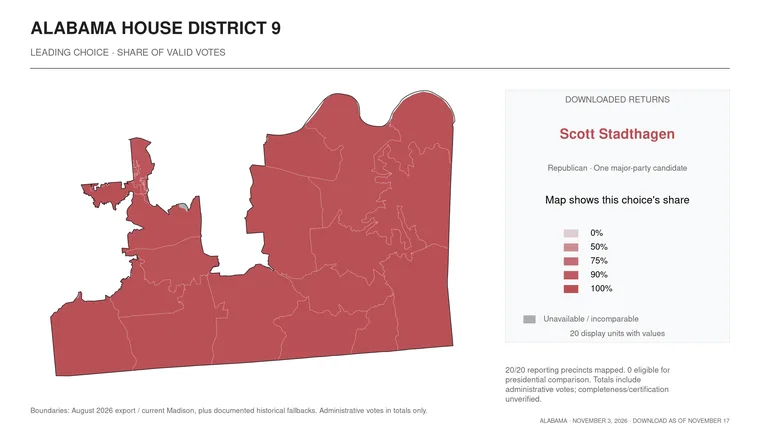 ALABAMA HOUSE DISTRICT 9
LEADING CHOICE · SHARE OF VALID VOTES
DOWNLOADED RETURNS
Scott Stadthagen
Republican · One major-party candidate
Map shows this choice's share
0%
50%
75%
90%
100%
Unavailable / incomparable
20 display units with values
20/20 reporting precincts mapped. 0 eligible for
presidential comparison. Totals include
administrative votes; completeness/certification
unverified.
Boundaries: August 2026 export / current Madison, plus documented historical fallbacks. Administrative votes in totals only.
ALABAMA · NOVEMBER 3, 2026 · DOWNLOAD AS OF NOVEMBER 17